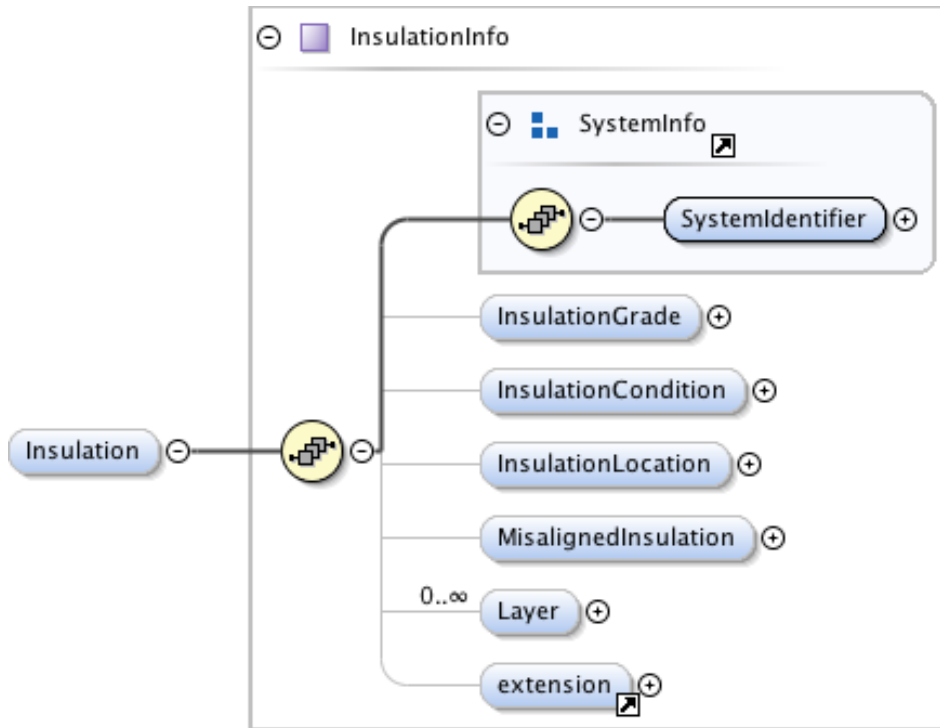 InsulationInfo
SystemInfo
SystemIdentifier
InsulationGrade
InsulationCondition
Insulation
InsulationLocation
MisalignedInsulation
0..∞
Layer
extension